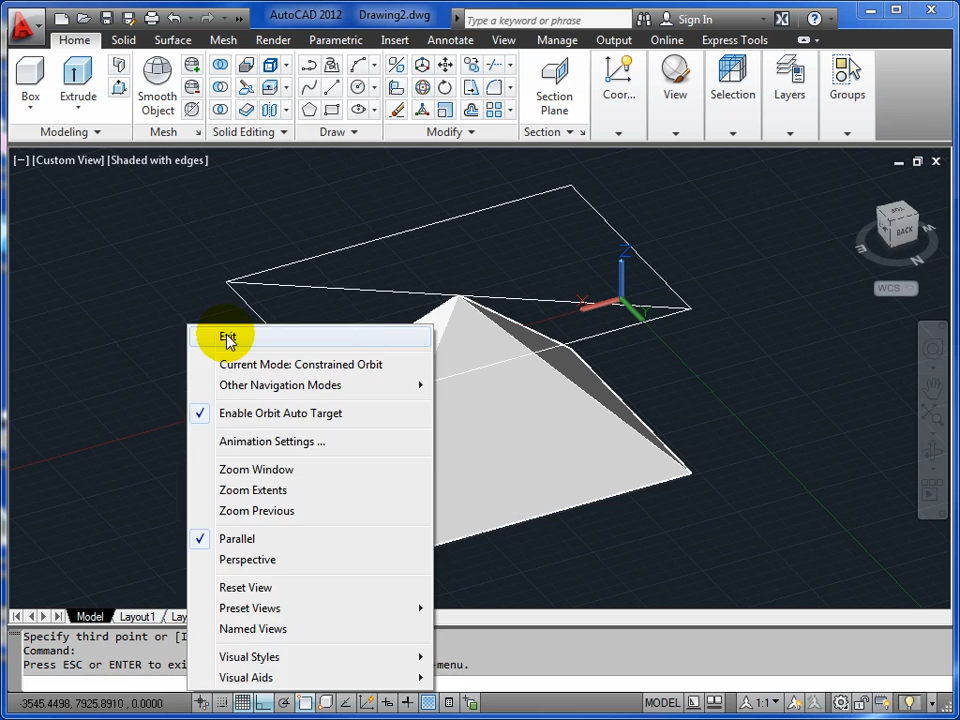 AutoCAD 2012 Drawing2.dwg Type a keyword or phrase Sign In
Home Solid Surface Mesh Render Parametric Insert Annotate View Manage Output Online Express Tools
Box Extrude Smooth Object Section Plane Coor... View Selection Layers Groups
Modeling Mesh Solid Editing Draw Modify Section
[−] [Custom View] [Shaded with edges]
TOP
BACK
N
WCS
Z
X
Y
Exit
Current Mode: Constrained Orbit
Other Navigation Modes
Enable Orbit Auto Target
Animation Settings ...
Zoom Window
Zoom Extents
Zoom Previous
Parallel
Perspective
Reset View
Preset Views
Named Views
Visual Styles
Visual Aids
Model Layout1 Lay
Specify third point or [I
Command:
Press ESC or ENTER to exi -menu.
-3545.4498, 7925.8910, 0.0000 MODEL 1:1